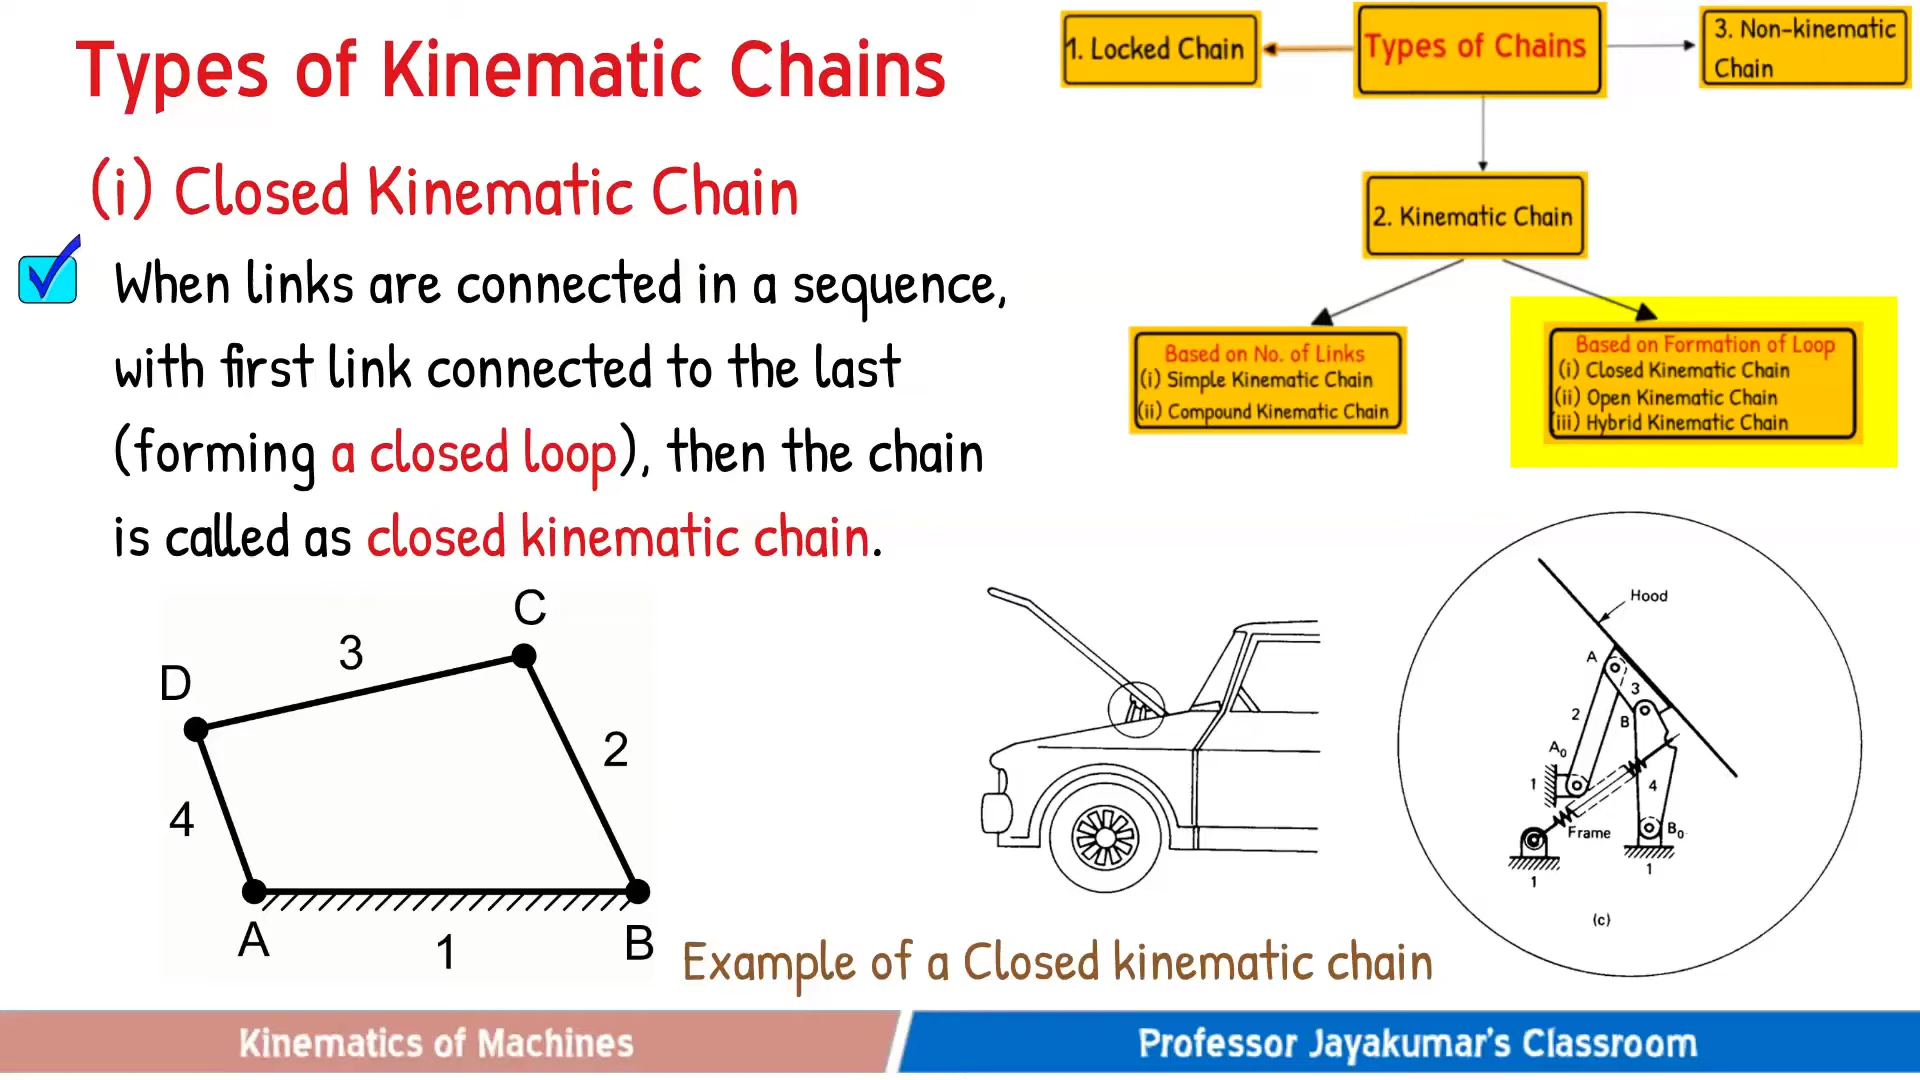 Types of Kinematic Chains
(i) Closed Kinematic Chain
When links are connected in a sequence,
with first link connected to the last
(forming a closed loop), then the chain
is called as closed kinematic chain.
1. Locked Chain
Types of Chains
3. Non-kinematic
Chain
2. Kinematic Chain
Based on No. of Links
(i) Simple Kinematic Chain
(ii) Compound Kinematic Chain
Based on Formation of Loop
(i) Closed Kinematic Chain
(ii) Open Kinematic Chain
(iii) Hybrid Kinematic Chain
C
3
D
2
4
A
1
B
Hood
A
3
2
B
A₀
1
4
Frame
B₀
1
1
(c)
Example of a Closed kinematic chain
Kinematics of Machines
Professor Jayakumar's Classroom